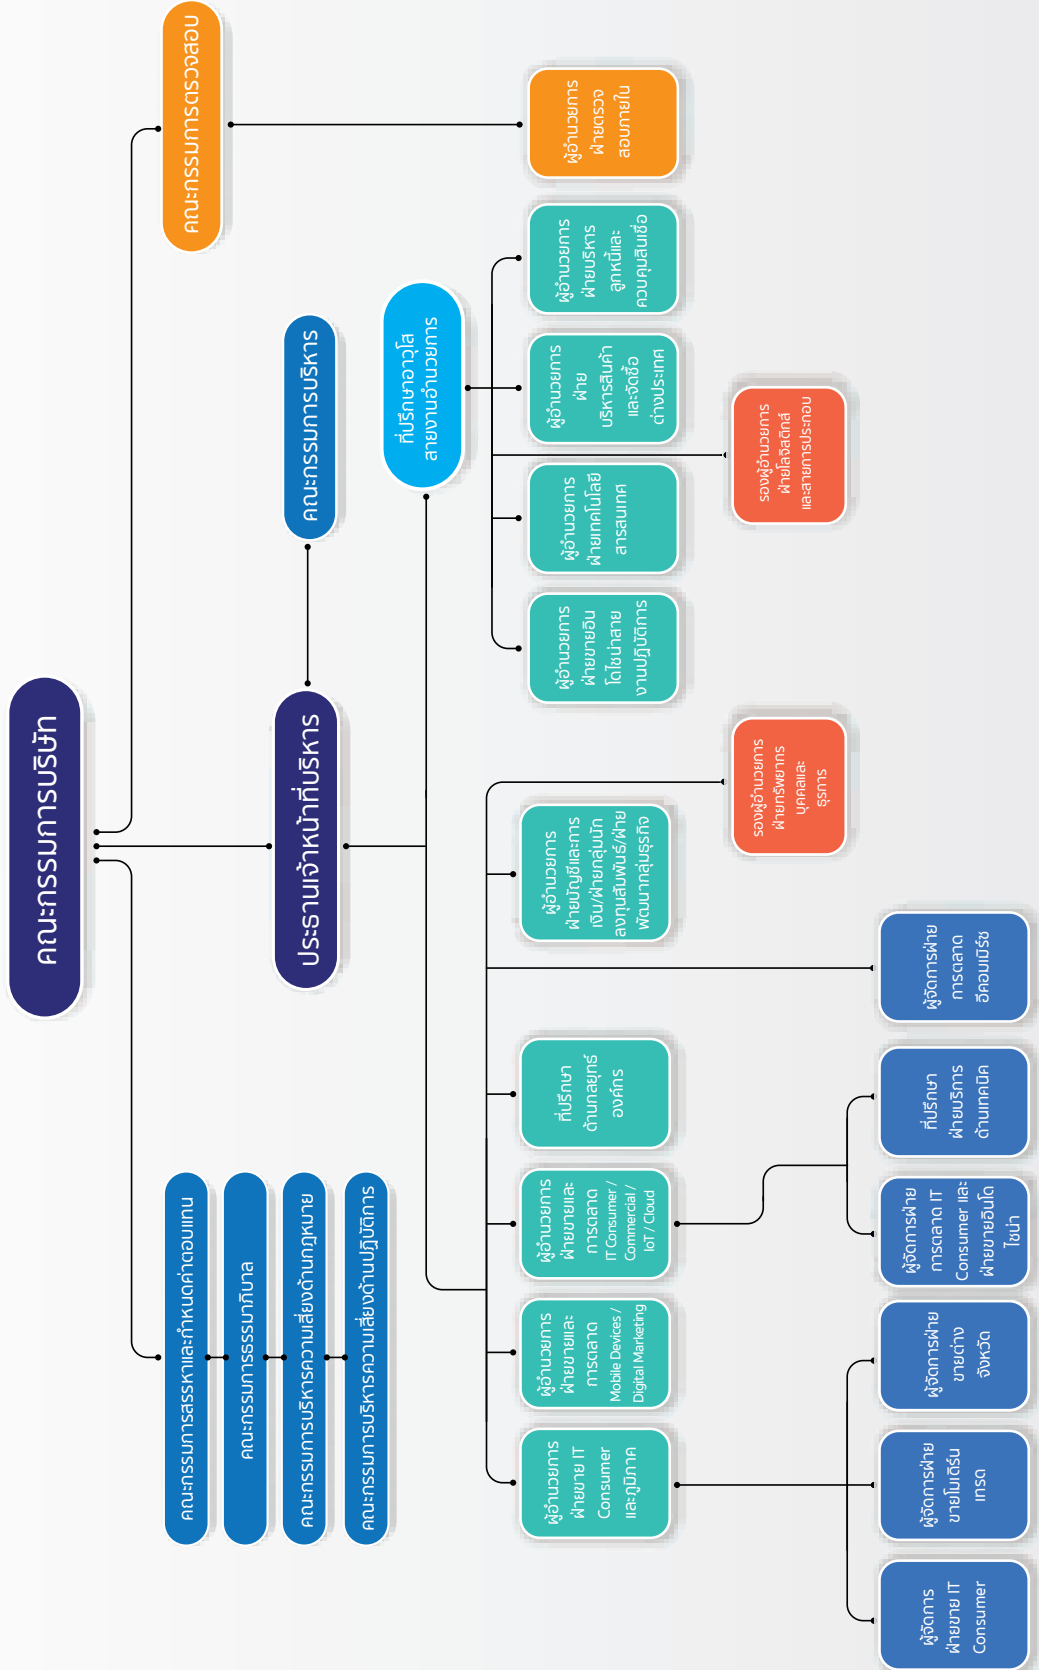 คณะกรรมการบริษัท
คณะกรรมการตรวจสอบ
คณะกรรมการสรรหาและกำหนดค่าตอบแทน
คณะกรรมการธรรมาภิบาล
คณะกรรมการบริหารความเสี่ยงด้านกฎหมาย
คณะกรรมการบริหารความเสี่ยงด้านปฏิบัติการ
ประธานเจ้าหน้าที่บริหาร
คณะกรรมการบริหาร
ที่ปรึกษาอาวุโส
สายงานอำนวยการ
ผู้อำนวยการ
ฝ่ายขาย IT
Consumer
และภูมิภาค
ผู้อำนวยการ
ฝ่ายขายและ
การตลาด
Mobile Devices /
Digital Marketing
ผู้อำนวยการ
ฝ่ายขายและ
การตลาด
IT Consumer /
Commercial /
IoT / Cloud
ที่ปรึกษา
ด้านกลยุทธ์
องค์กร
ผู้อำนวยการ
ฝ่ายบัญชีและการ
เงิน/ฝ่ายกลุ่มนัก
ลงทุนสัมพันธ์/ฝ่าย
พัฒนากลุ่มธุรกิจ
ผู้อำนวยการ
ฝ่ายขายอิน
โดไชน่าสาย
งานปฏิบัติการ
ผู้อำนวยการ
ฝ่ายเทคโนโลยี
สารสนเทศ
ผู้อำนวยการ
ฝ่าย
บริหารสินค้า
และจัดซื้อ
ต่างประเทศ
ผู้อำนวยการ
ฝ่ายบริหาร
ลูกหนี้และ
ควบคุมสินเชื่อ
ผู้อำนวยการ
ฝ่ายตรวจ
สอบภายใน
รองผู้อำนวยการ
ฝ่ายทรัพยากร
บุคคลและ
ธุรการ
รองผู้อำนวยการ
ฝ่ายโลจิสติกส์
และสายการประกอบ
ผู้จัดการ
ฝ่ายขาย IT
Consumer
ผู้จัดการฝ่าย
ขายโมเดิร์น
เทรด
ผู้จัดการฝ่าย
ขายต่าง
จังหวัด
ผู้จัดการฝ่าย
การตลาด IT
Consumer และ
ฝ่ายขายอินโด
ไชน่า
ที่ปรึกษา
ฝ่ายบริการ
ด้านเทคนิค
ผู้จัดการฝ่าย
การตลาด
อีคอมเมิร์ซ